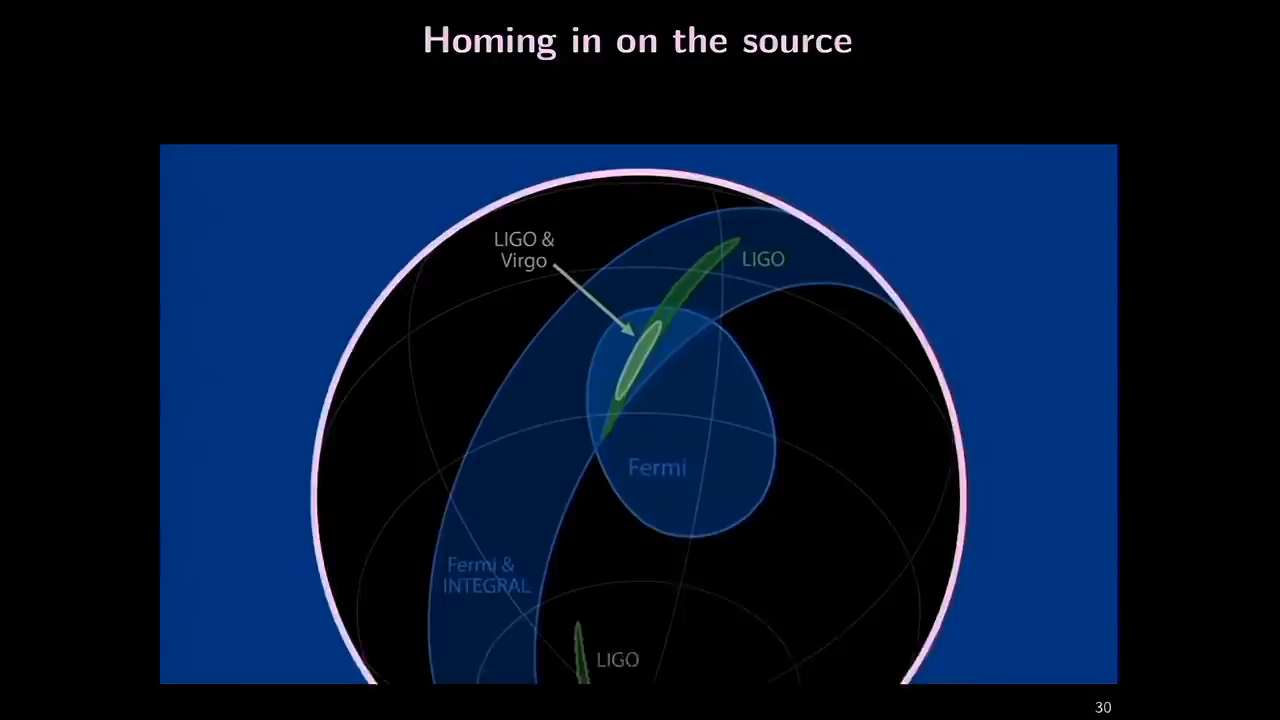 Homing in on the source
LIGO &
Virgo
LIGO
Fermi
Fermi &
INTEGRAL
LIGO
30